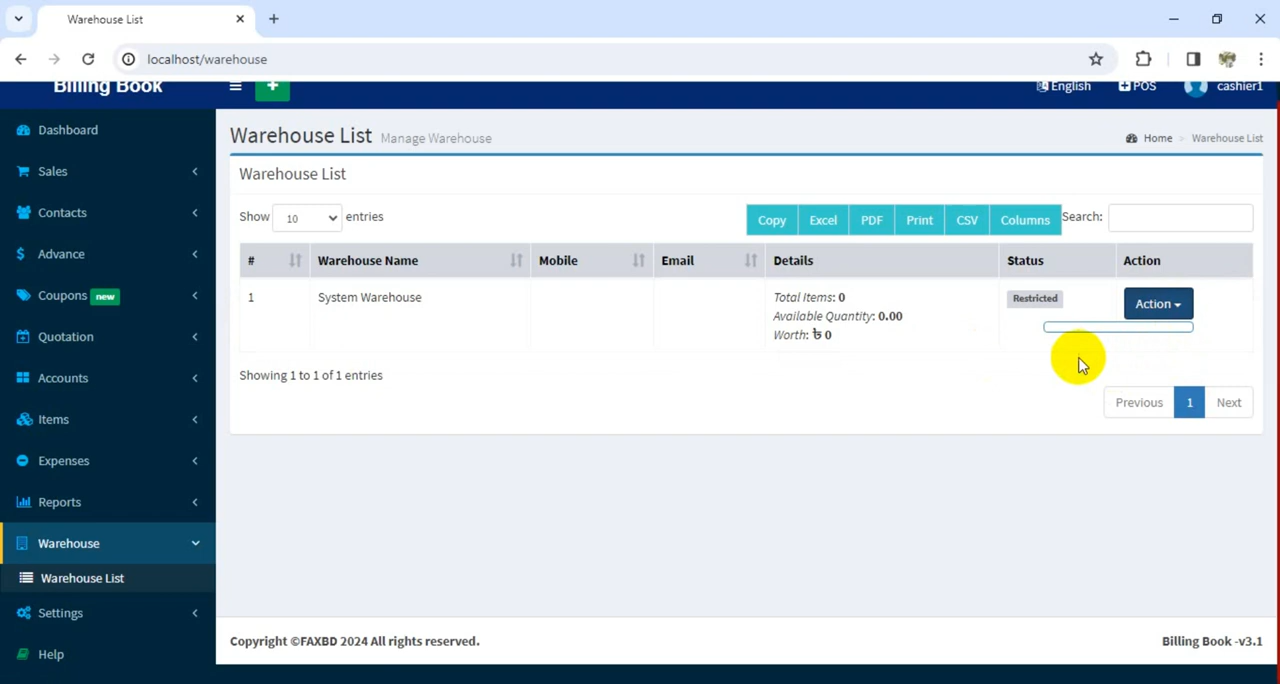 Warehouse List
localhost/warehouse
Billing Book
English
POS
cashier1
Dashboard
Sales
Contacts
Advance
Coupons new
Quotation
Accounts
Items
Expenses
Reports
Warehouse
Warehouse List
Settings
Help
Warehouse List Manage Warehouse
Home > Warehouse List
Warehouse List
Show 10 entries
Copy Excel PDF Print CSV Columns Search:
# Warehouse Name Mobile Email Details Status Action
1 System Warehouse Total Items: 0 Restricted Action
Available Quantity: 0.00
Worth: ৳ 0
Showing 1 to 1 of 1 entries
Previous 1 Next
Copyright ©FAXBD 2024 All rights reserved.
Billing Book -v3.1